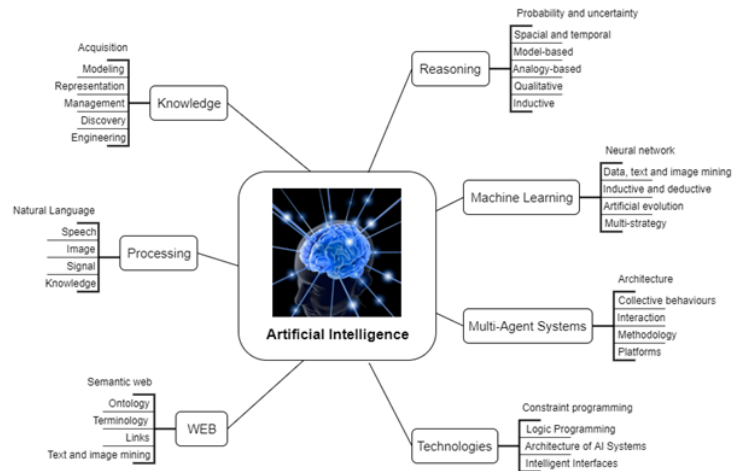 Acquisition
Modeling
Representation
Management
Discovery
Engineering
Knowledge
Probability and uncertainty
Spacial and temporal
Model-based
Analogy-based
Qualitative
Inductive
Reasoning
Natural Language
Speech
Image
Signal
Knowledge
Processing
Artificial Intelligence
Neural network
Data, text and image mining
Inductive and deductive
Artificial evolution
Multi-strategy
Machine Learning
Architecture
Collective behaviours
Interaction
Methodology
Platforms
Multi-Agent Systems
Semantic web
Ontology
Terminology
Links
Text and image mining
WEB
Constraint programming
Logic Programming
Architecture of AI Systems
Intelligent Interfaces
Technologies